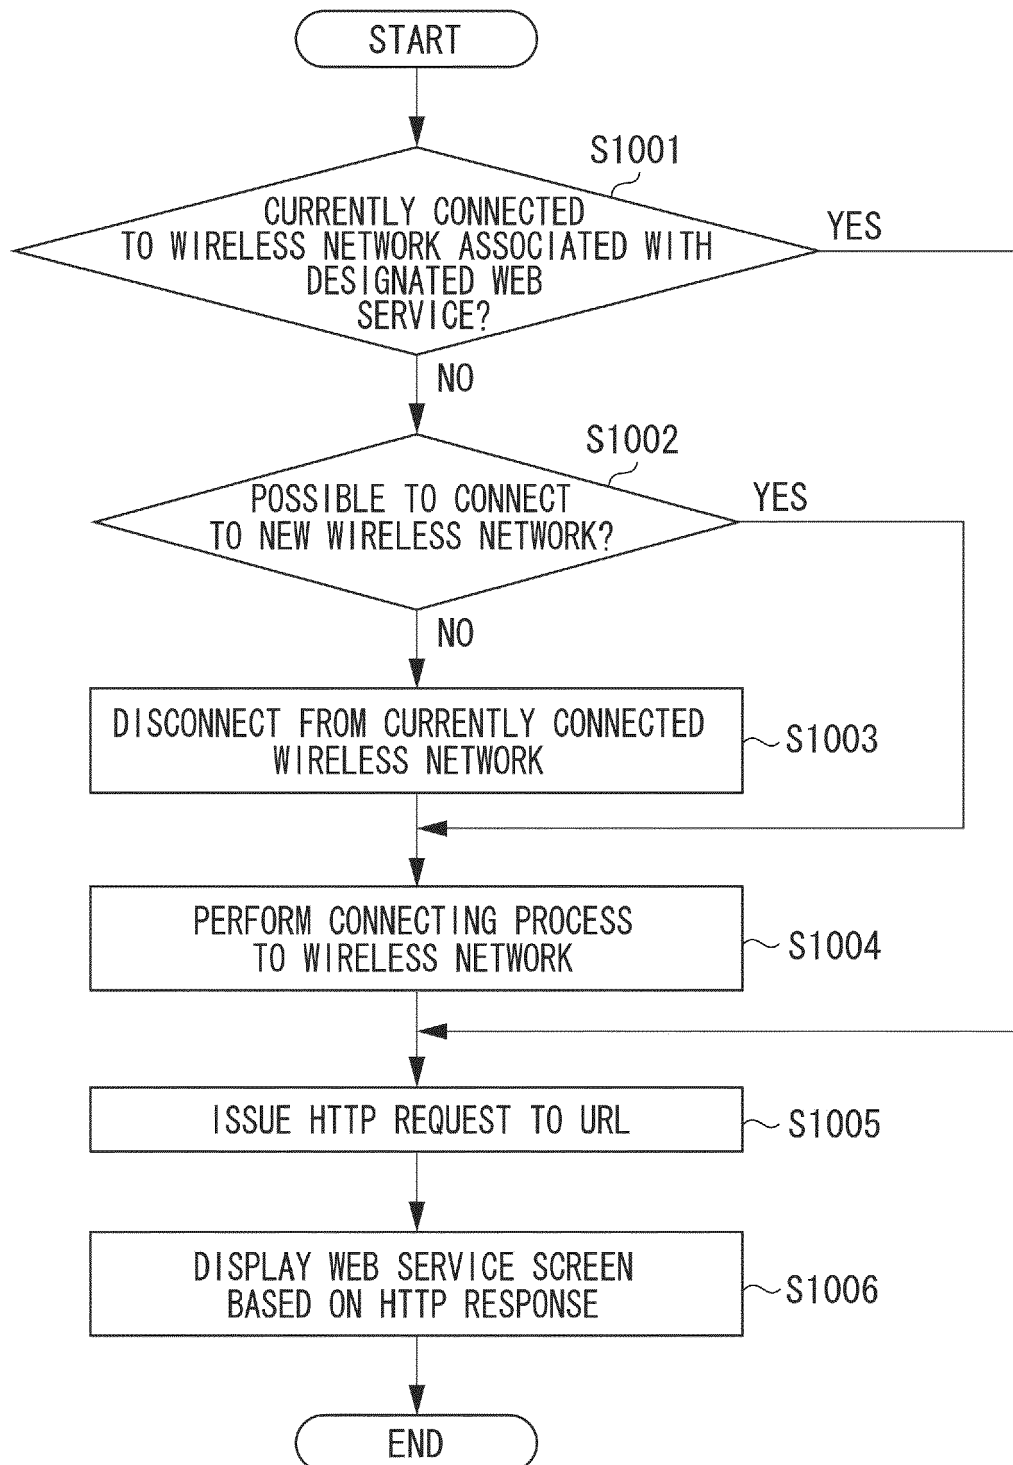 START
S1001
CURRENTLY CONNECTED
TO WIRELESS NETWORK ASSOCIATED WITH
DESIGNATED WEB
SERVICE?
YES
NO
S1002
POSSIBLE TO CONNECT
TO NEW WIRELESS NETWORK?
YES
NO
DISCONNECT FROM CURRENTLY CONNECTED
WIRELESS NETWORK
S1003
PERFORM CONNECTING PROCESS
TO WIRELESS NETWORK
S1004
ISSUE HTTP REQUEST TO URL
S1005
DISPLAY WEB SERVICE SCREEN
BASED ON HTTP RESPONSE
S1006
END